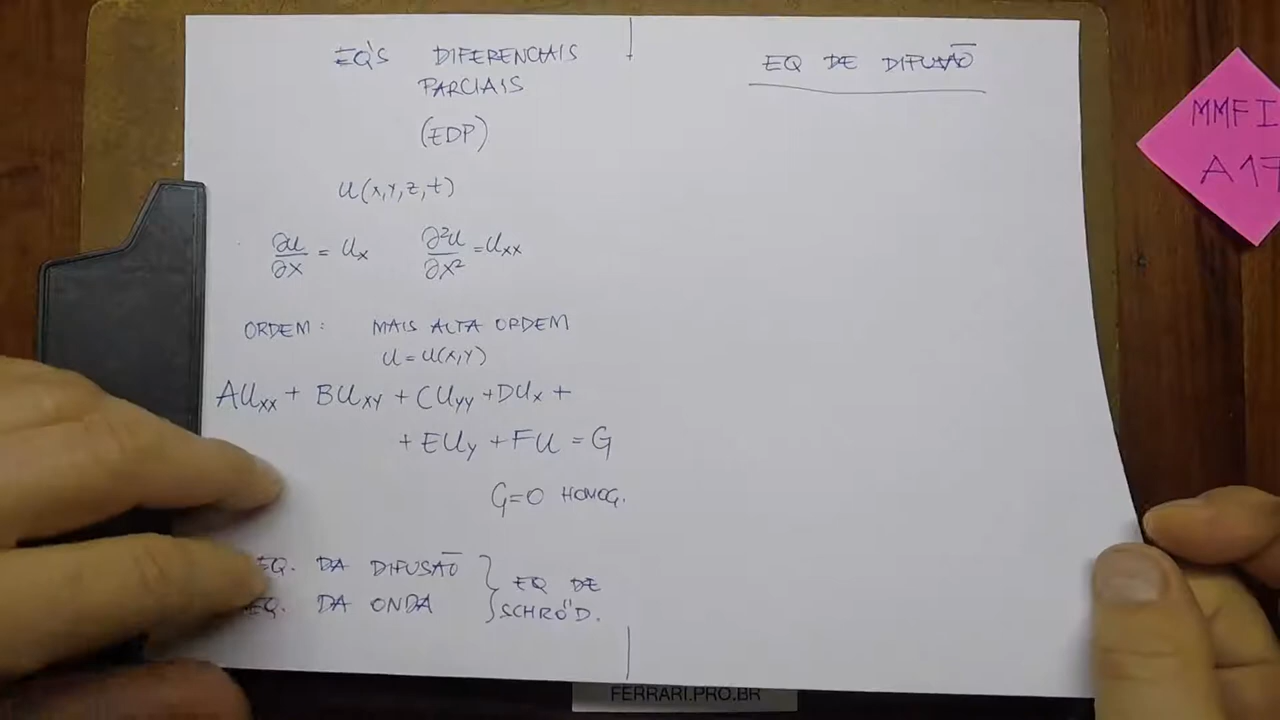 EQ'S DIFERENCIAIS
PARCIAIS
(EDP)
u(x,y,z,t)
∂u/∂x = ux ∂²u/∂x² = uxx
ORDEM: MAIS ALTA ORDEM
u = u(x,y)
Auxx + Buxy + Cuyy + Dux +
+ Euy + Fu = G
G=0 HOMOG.
EQ. DA DIFUSÃO
EQ. DA ONDA
} EQ DE
SCHRÖD.
EQ DE DIFUSÃO
MMF I
A17
FERRARI.PRO.BR